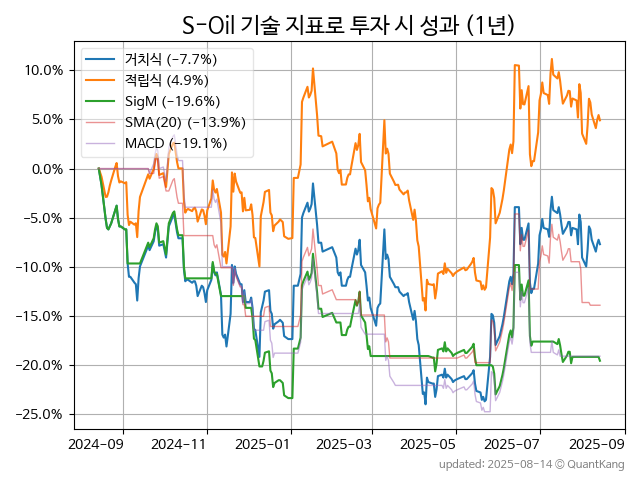 S-Oil 기술 지표로 투자 시 성과 (1년)
거치식 (−7.7%)
적립식 (4.9%)
SigM (−19.6%)
SMA(20) (−13.9%)
MACD (−19.1%)
10.0%
5.0%
0.0%
−5.0%
−10.0%
−15.0%
−20.0%
−25.0%
2024-09 2024-11 2025-01 2025-03 2025-05 2025-07 2025-09
updated: 2025-08-14 ⓒ QuantKang